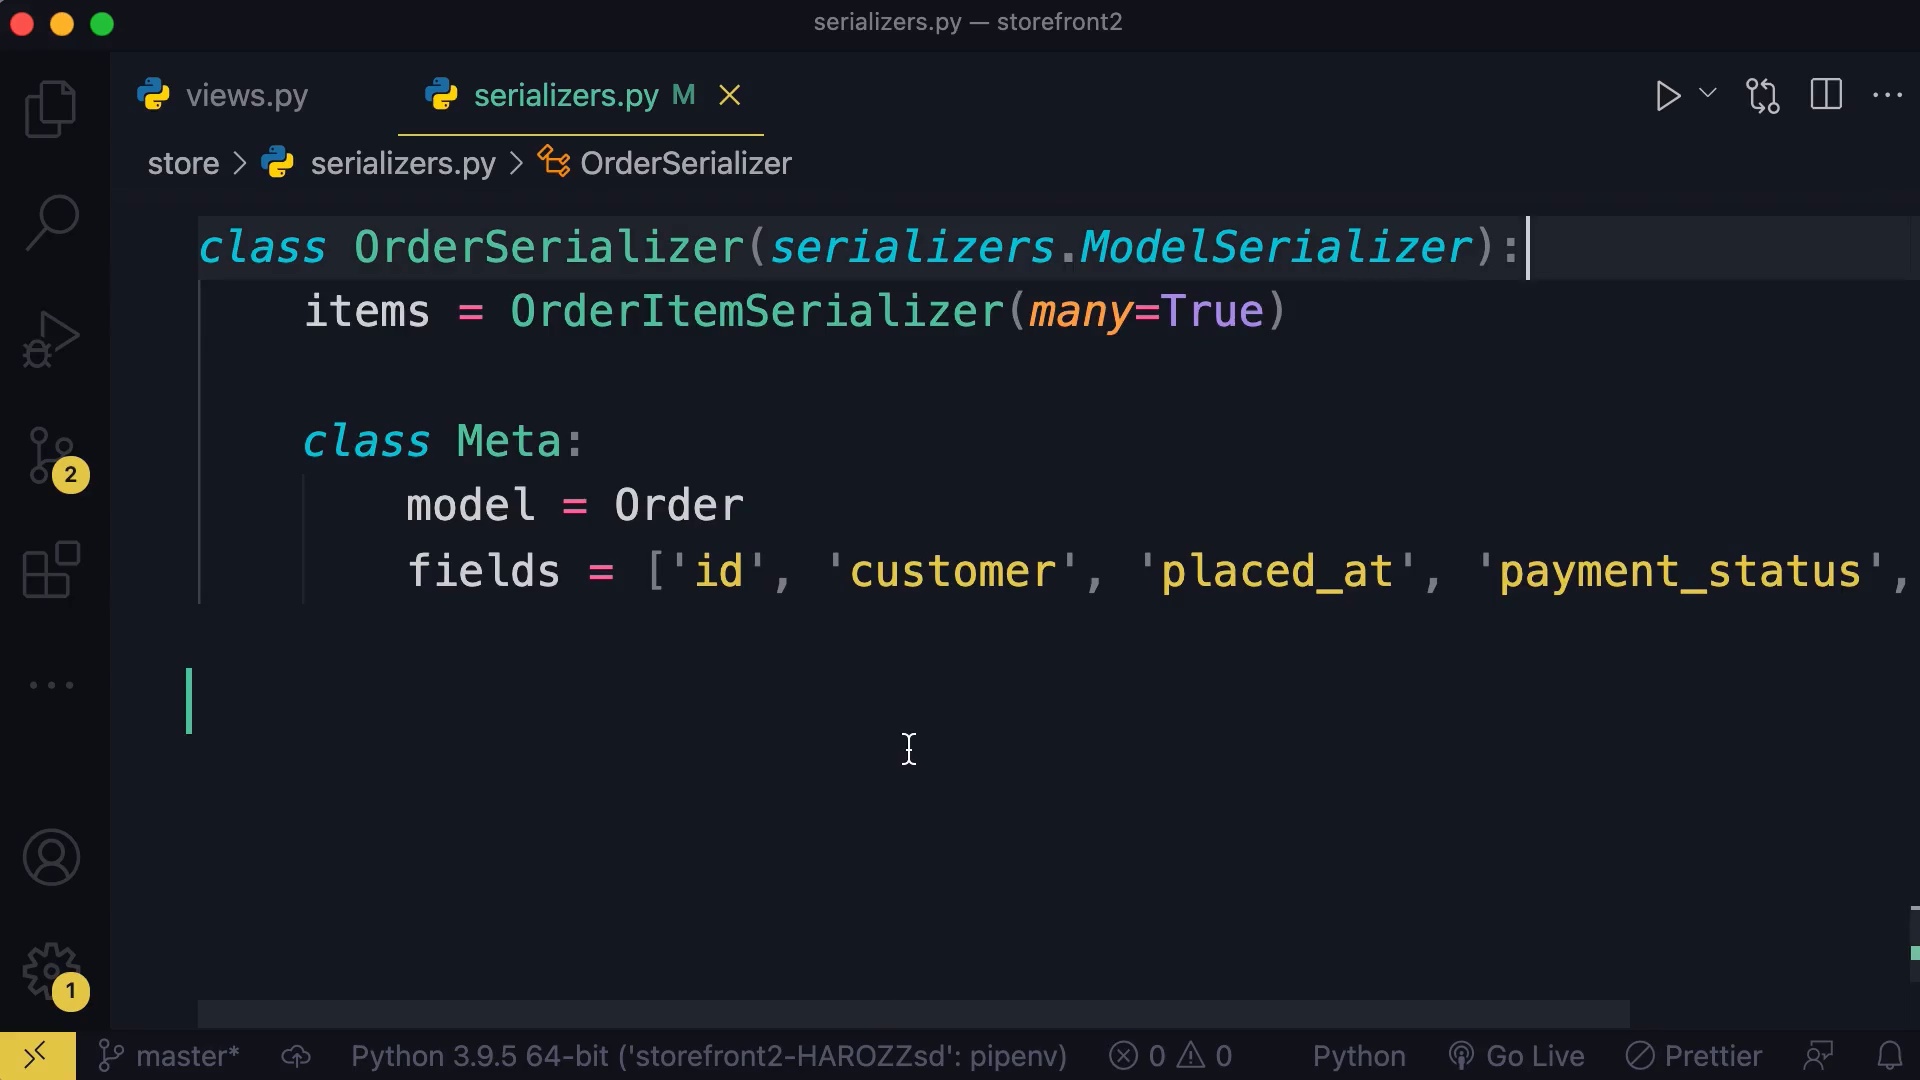 serializers.py — storefront2
views.py
serializers.py M
store > serializers.py > OrderSerializer
class OrderSerializer(serializers.ModelSerializer):
    items = OrderItemSerializer(many=True)
    class Meta:
        model = Order
        fields = ['id', 'customer', 'placed_at', 'payment_status',
2
1
master* Python 3.9.5 64-bit ('storefront2-HAROZZsd': pipenv) 0 0 Python Go Live Prettier